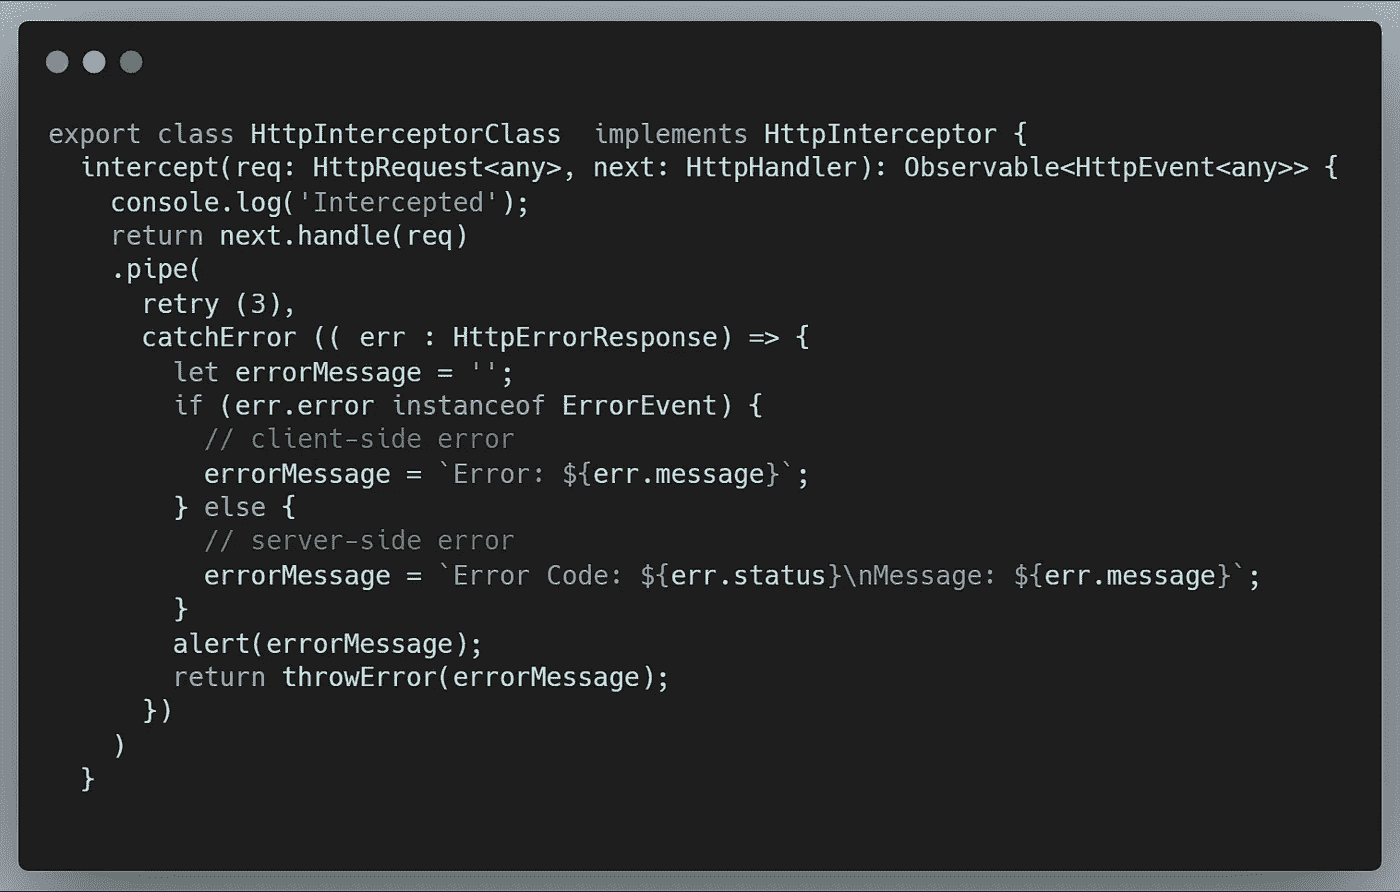 export class HttpInterceptorClass  implements HttpInterceptor {
  intercept(req: HttpRequest<any>, next: HttpHandler): Observable<HttpEvent<any>> {
    console.log('Intercepted');
    return next.handle(req)
    .pipe(
      retry (3),
      catchError (( err : HttpErrorResponse) => {
        let errorMessage = '';
        if (err.error instanceof ErrorEvent) {
          // client-side error
          errorMessage = `Error: ${err.message}`;
        } else {
          // server-side error
          errorMessage = `Error Code: ${err.status}\nMessage: ${err.message}`;
        }
        alert(errorMessage);
        return throwError(errorMessage);
      })
    )
  }